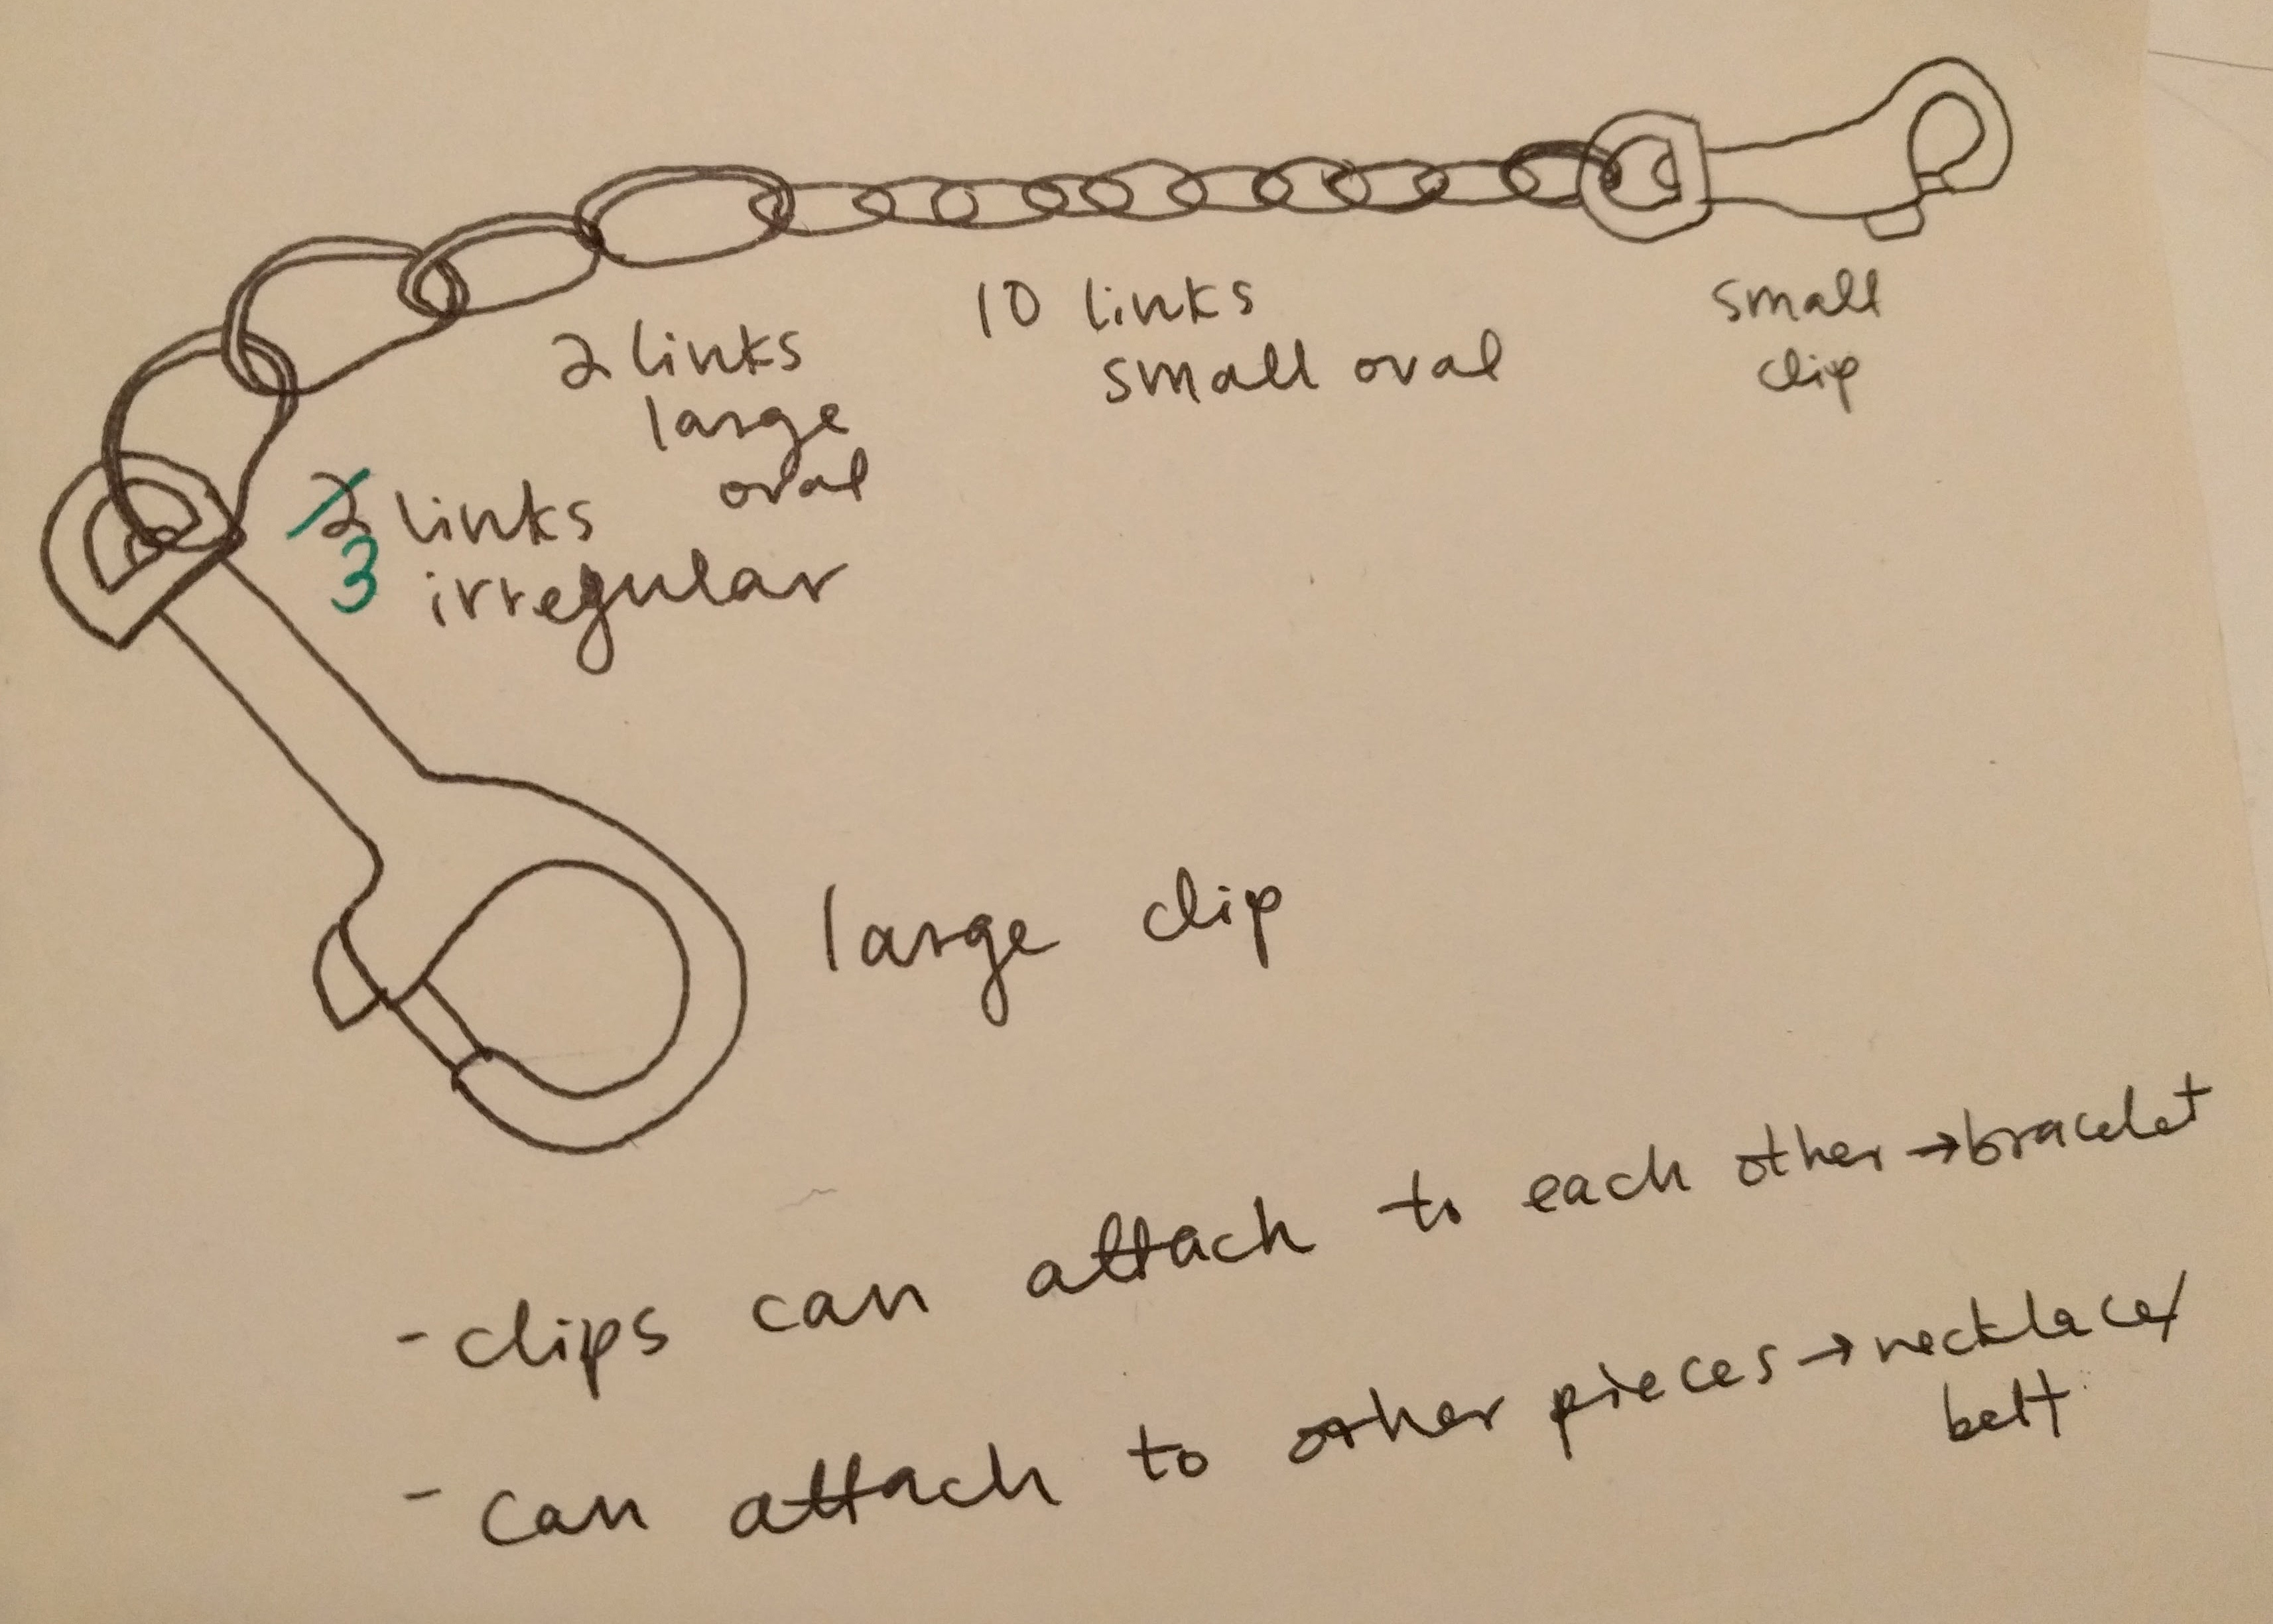 10 links
small oval
small
clip
2 links
large
oval
2 links
3 irregular
large clip
- clips can attach to each other → bracelet
- can attach to other pieces → necklace/
belt